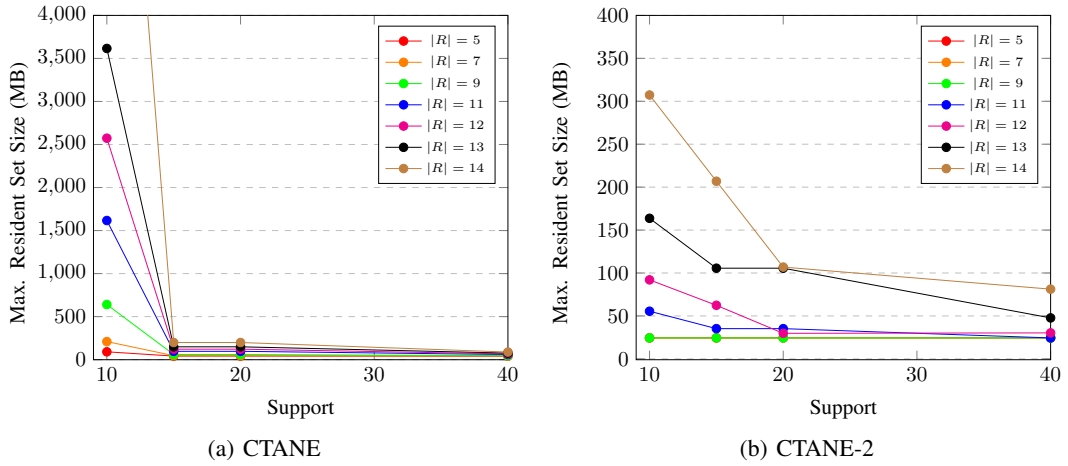 4,000
3,500
3,000
2,500
2,000
1,500
1,000
500
0
Max. Resident Set Size (MB)
10
20
30
40
Support
|R| = 5
|R| = 7
|R| = 9
|R| = 11
|R| = 12
|R| = 13
|R| = 14
(a) CTANE
400
350
300
250
200
150
100
50
0
Max. Resident Set Size (MB)
10
20
30
40
Support
|R| = 5
|R| = 7
|R| = 9
|R| = 11
|R| = 12
|R| = 13
|R| = 14
(b) CTANE-2